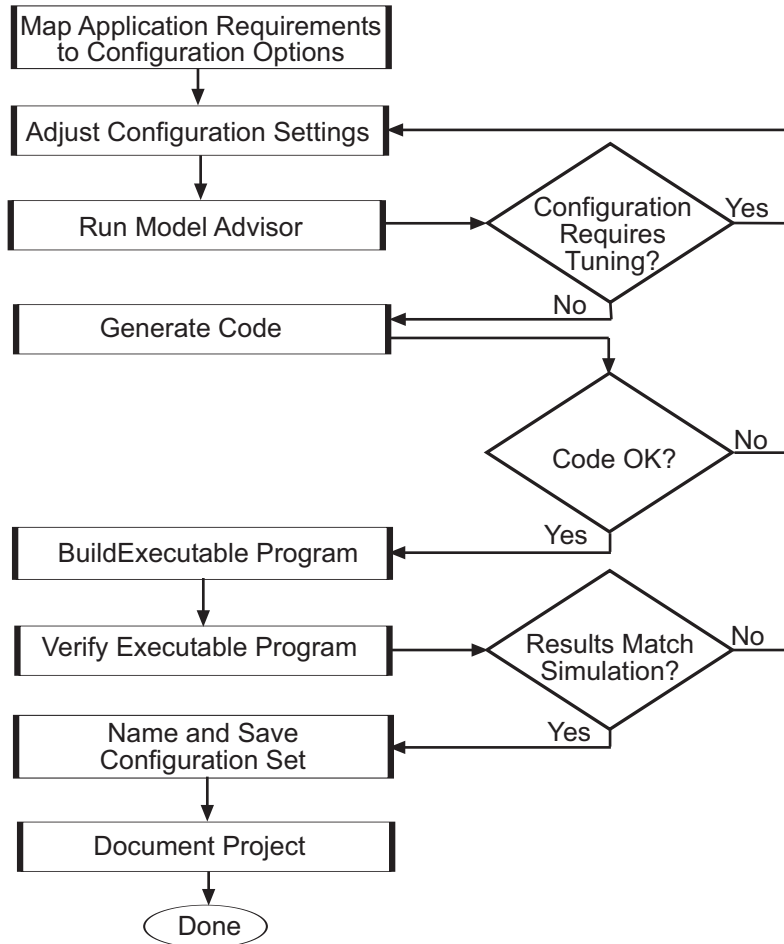 Map Application Requirements
to Configuration Options
Adjust Configuration Settings
Run Model Advisor
Configuration
Requires
Tuning?
Yes
No
Generate Code
Code OK?
No
Yes
BuildExecutable Program
Verify Executable Program
Results Match
Simulation?
No
Yes
Name and Save
Configuration Set
Document Project
Done